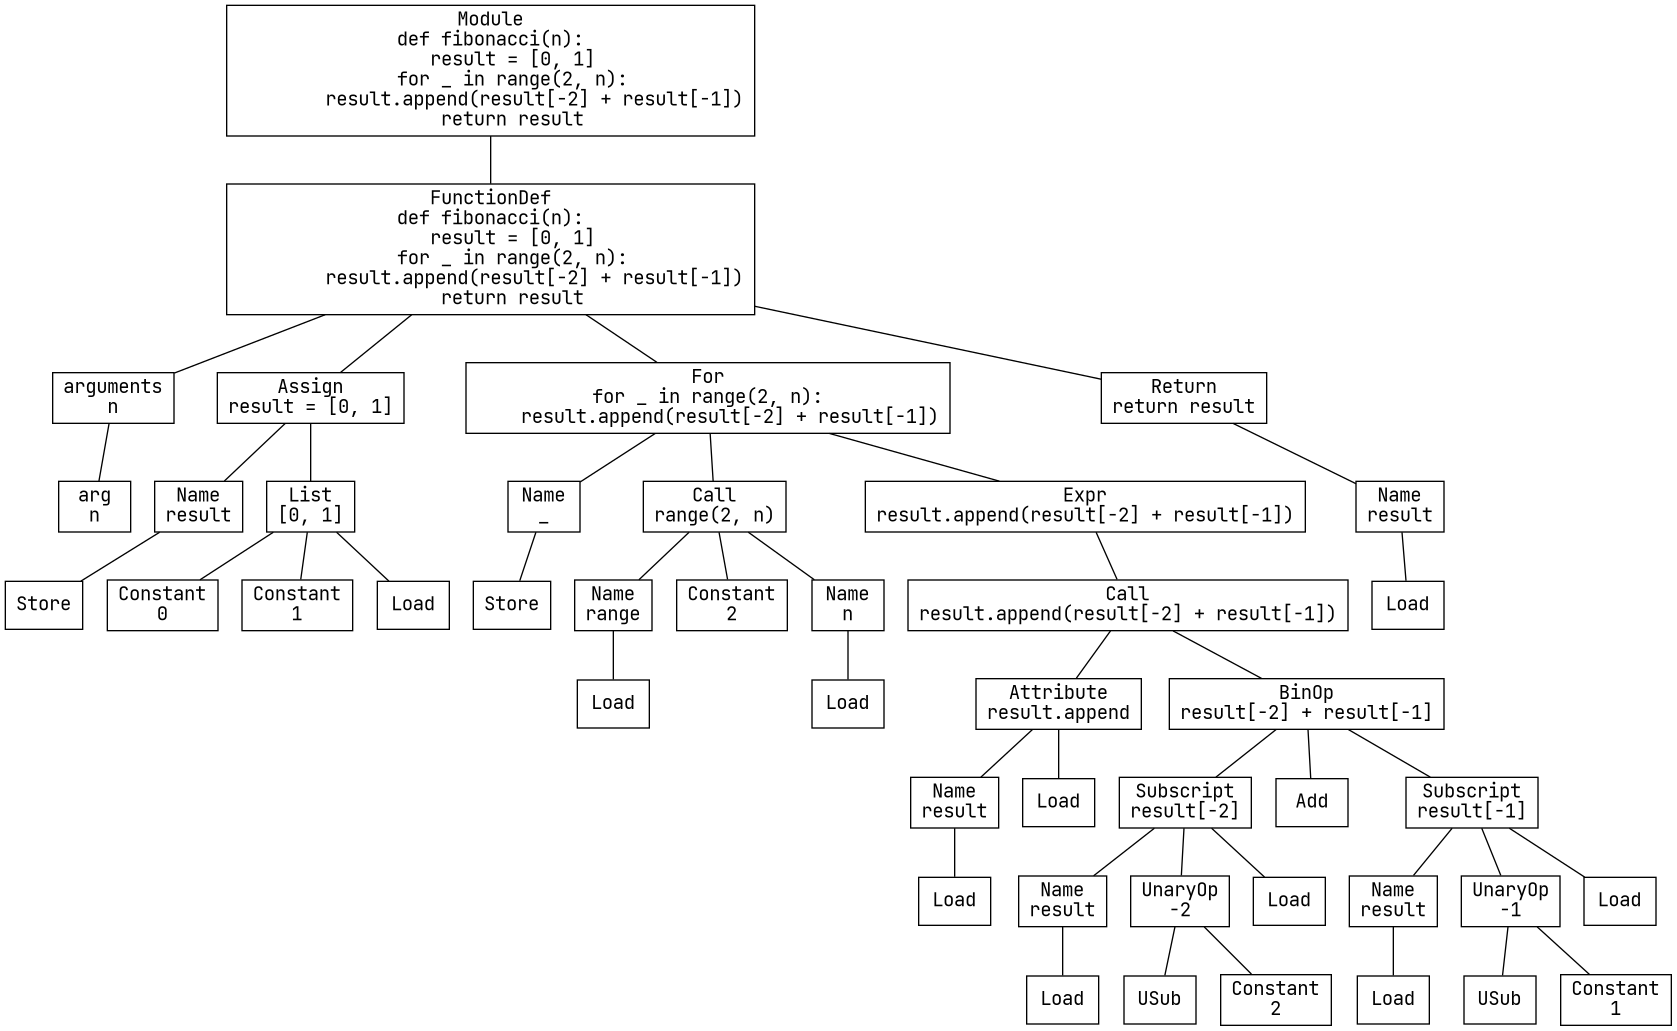 Module
def fibonacci(n):
result = [0, 1]
for _ in range(2, n):
result.append(result[-2] + result[-1])
return result
FunctionDef
def fibonacci(n):
result = [0, 1]
for _ in range(2, n):
result.append(result[-2] + result[-1])
return result
arguments
n
Assign
result = [0, 1]
For
for _ in range(2, n):
result.append(result[-2] + result[-1])
Return
return result
arg
n
Name
result
List
[0, 1]
Name
_
Call
range(2, n)
Expr
result.append(result[-2] + result[-1])
Name
result
Store
Constant
0
Constant
1
Load
Store
Name
range
Constant
2
Name
n
Call
result.append(result[-2] + result[-1])
Load
Load
Load
Attribute
result.append
BinOp
result[-2] + result[-1]
Name
result
Load
Subscript
result[-2]
Add
Subscript
result[-1]
Load
Name
result
UnaryOp
-2
Load
Name
result
UnaryOp
-1
Load
Load
USub
Constant
2
Load
USub
Constant
1